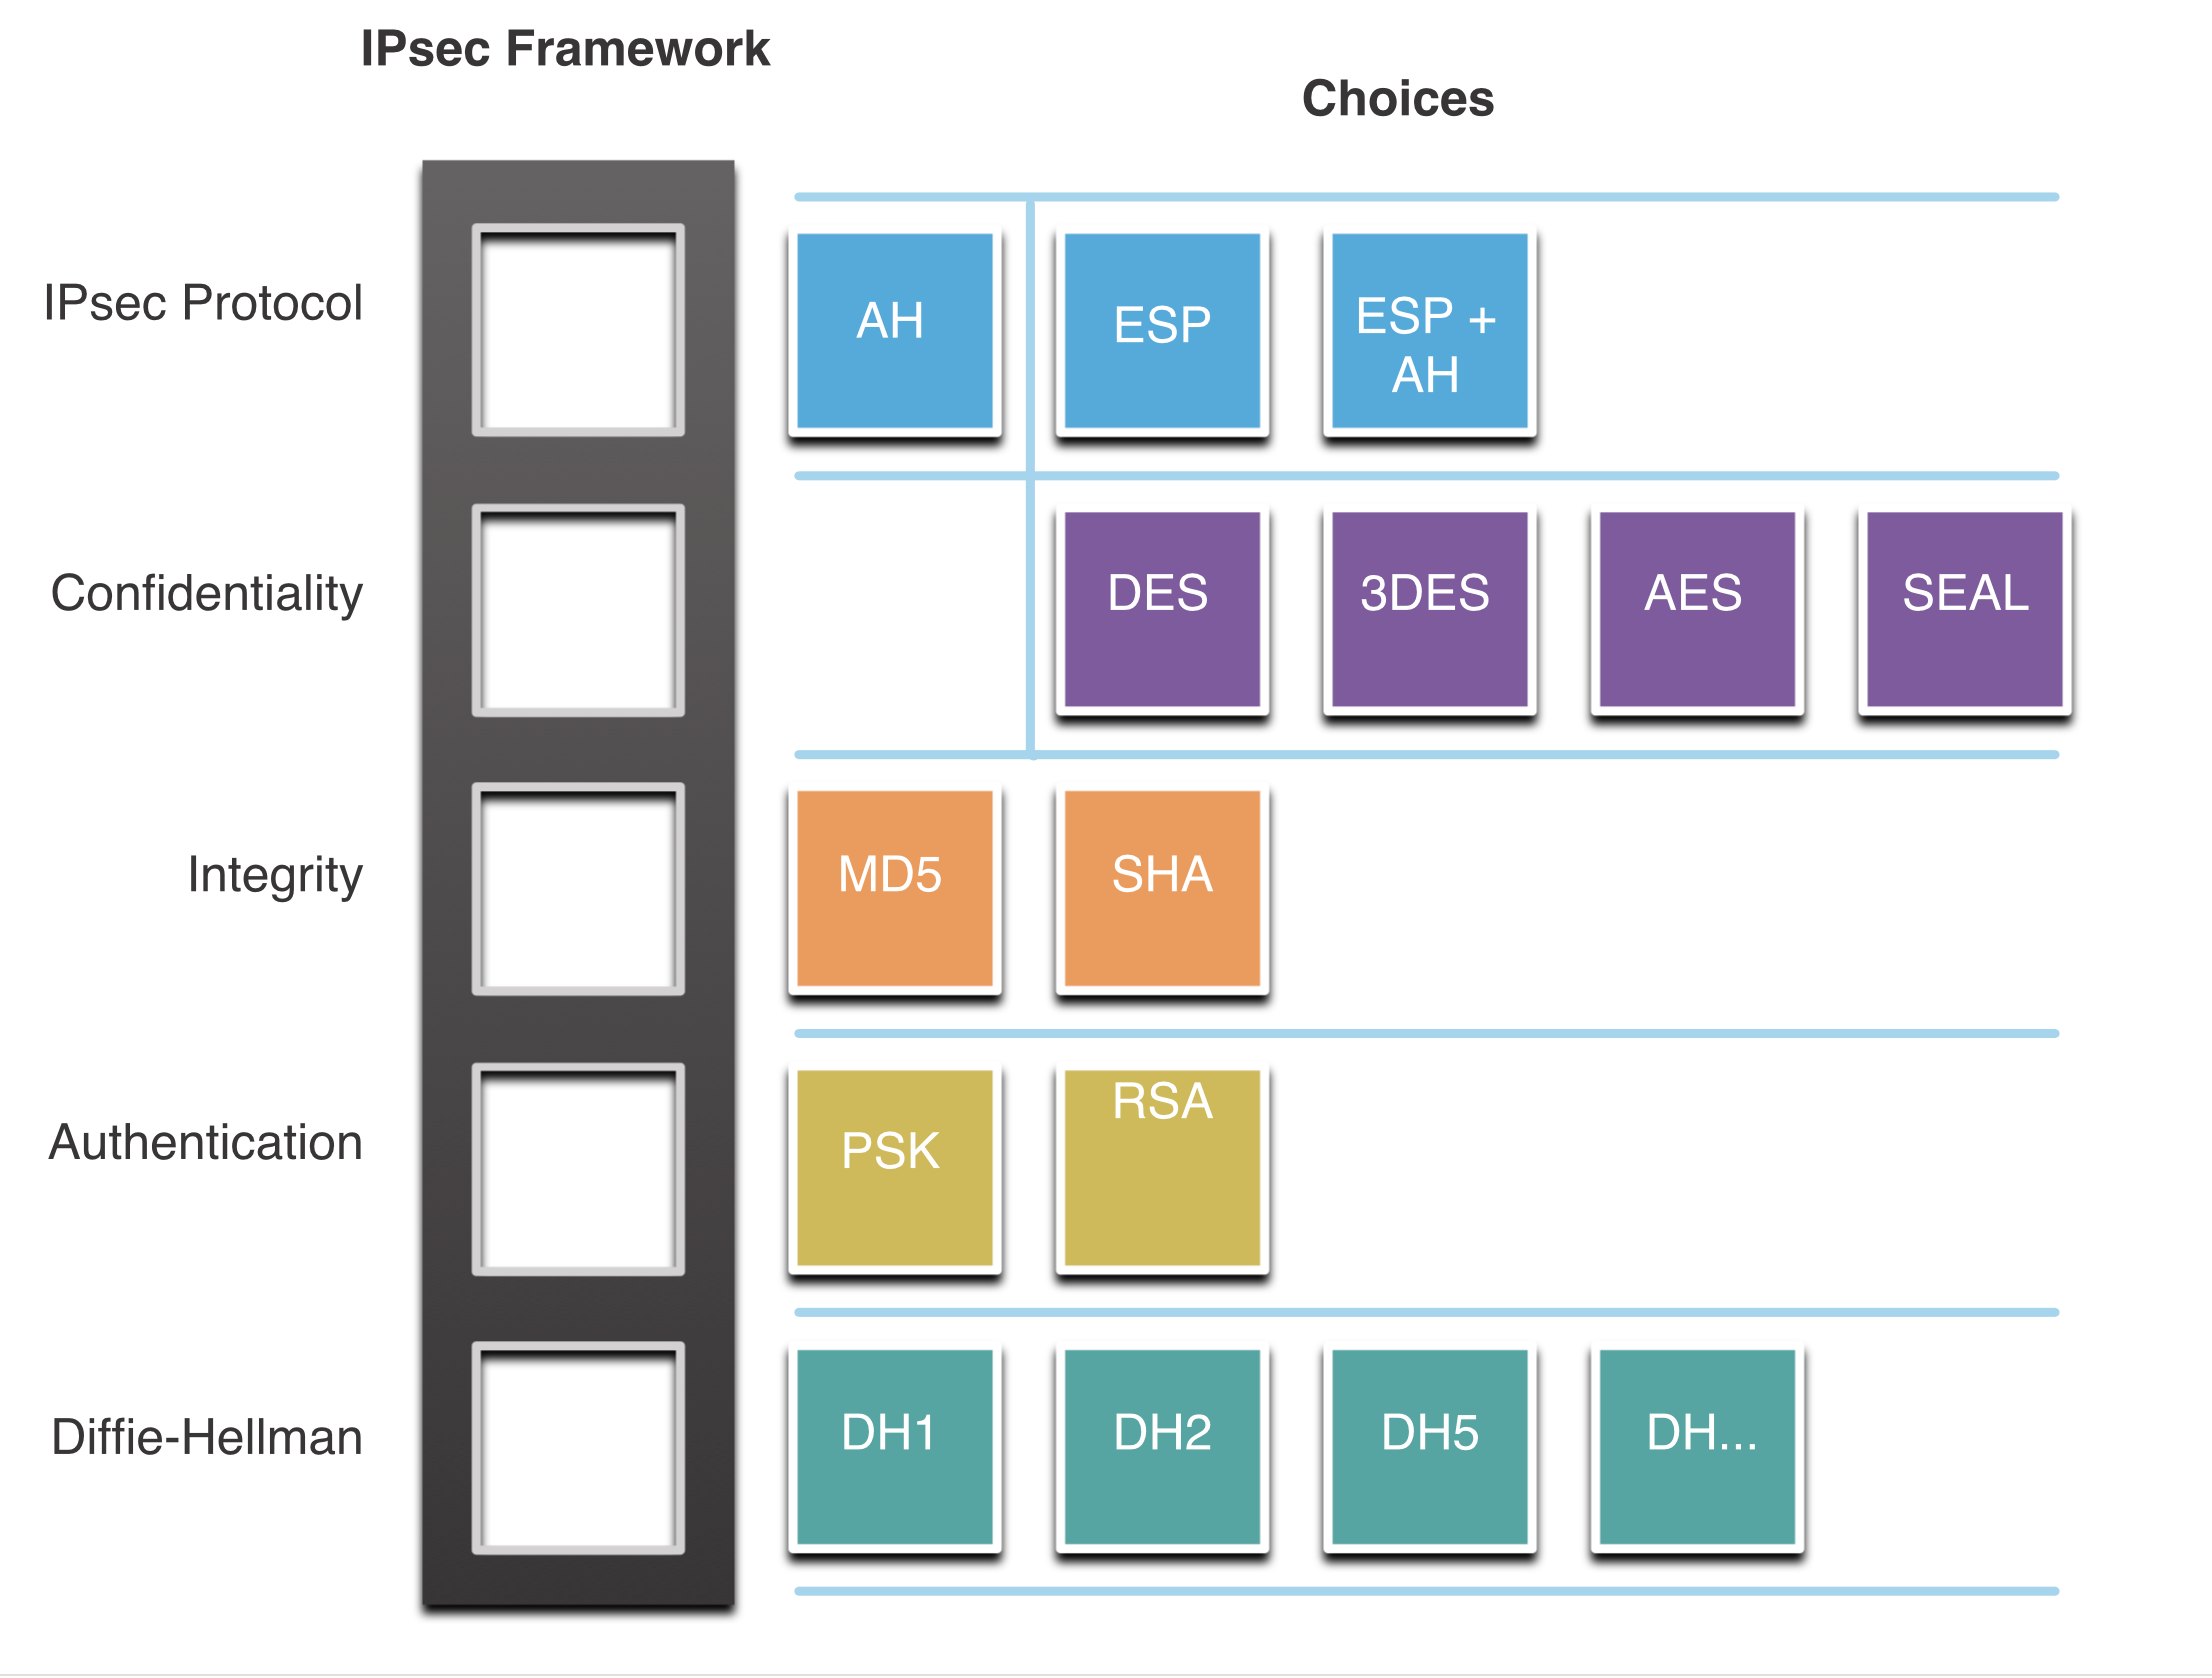 IPsec Framework
Choices
IPsec Protocol
AH
ESP
ESP +
AH
Confidentiality
DES
3DES
AES
SEAL
Integrity
MD5
SHA
Authentication
PSK
RSA
Diffie-Hellman
DH1
DH2
DH5
DH...